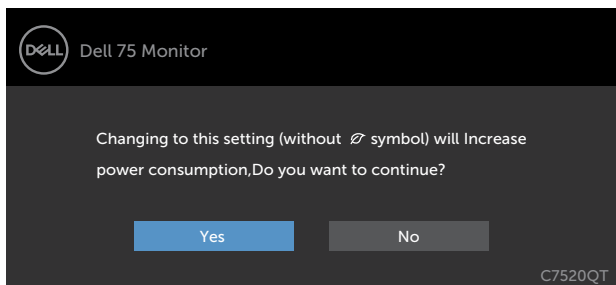 DELL Dell 75 Monitor
Changing to this setting (without symbol) will Increase
power consumption,Do you want to continue?
Yes No
C7520QT